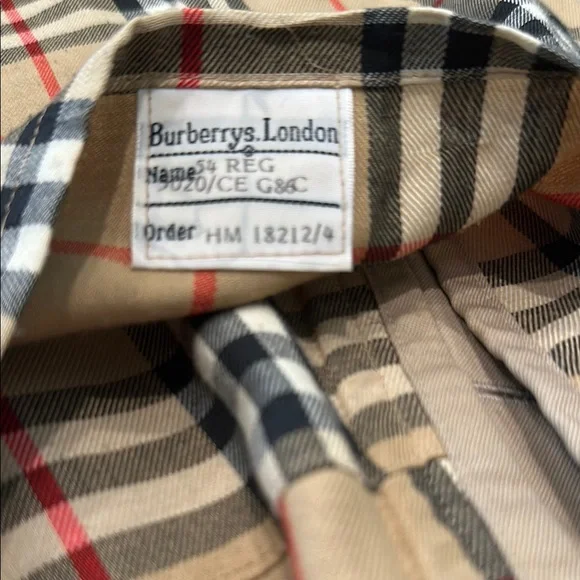 Burberrys. London
54 REG
Name 9020/CE G86C
Order HM 18212/4